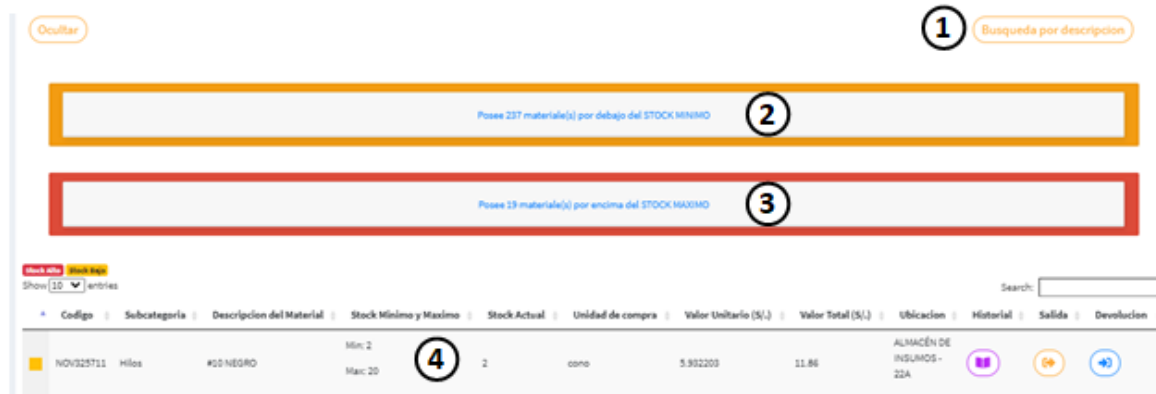 Ocultar
1
Busqueda por descripcion
Posee 237 materiale(s) por debajo del STOCK MINIMO
2
Posee 19 materiale(s) por encima del STOCK MAXIMO
3
Stock Alto Stock Bajo
Show 10 entries
Search:
Codigo Subcategoria Descripcion del Material Stock Minimo y Maximo Stock Actual Unidad de compra Valor Unitario (S/.) Valor Total (S/.) Ubicacion Historial Salida Devolucion
NOV325711 Hilos #10 NEGRO
Min: 2
Max: 20
4
2 cono 5.932203 11.86
ALMACÉN DE
INSUMOS -
22A